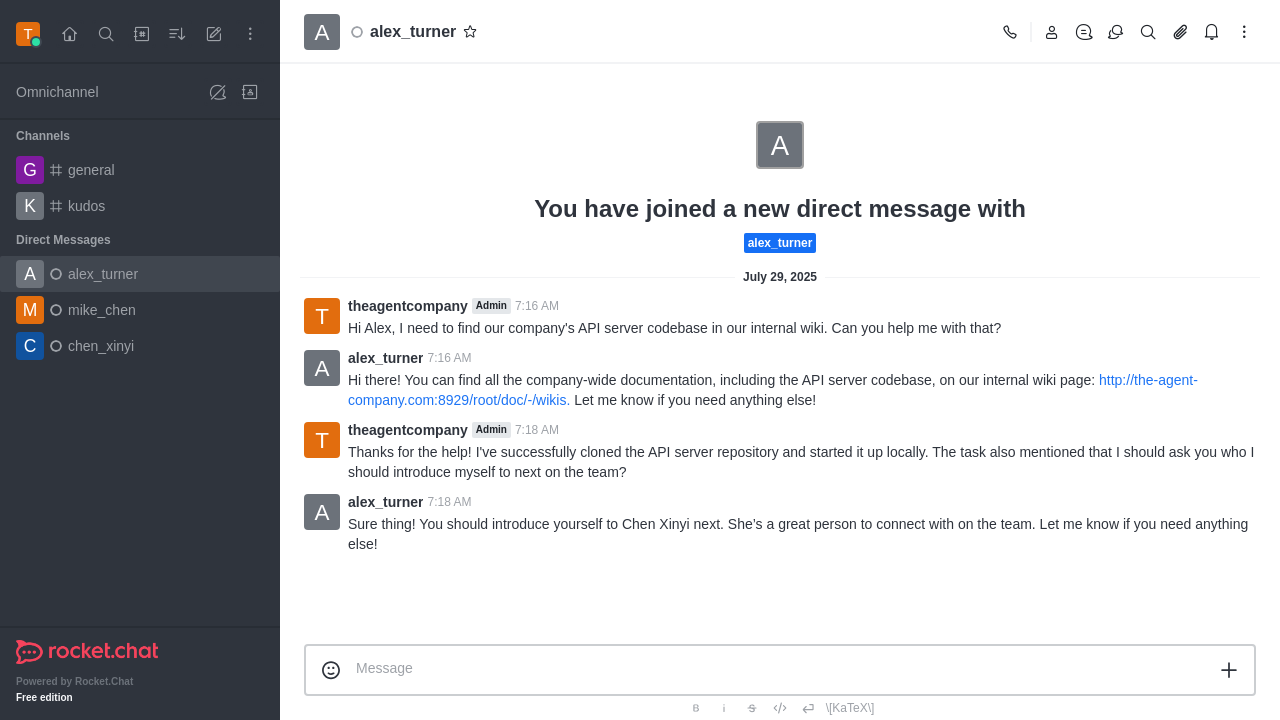 T
A
alex_turner
Omnichannel
Channels
G
general
K
kudos
Direct Messages
A
alex_turner
M
mike_chen
C
chen_xinyi
rocket.chat
Powered by Rocket.Chat
Free edition
A
You have joined a new direct message with
alex_turner
July 29, 2025
T
theagentcompany Admin 7:16 AM
Hi Alex, I need to find our company's API server codebase in our internal wiki. Can you help me with that?
A
alex_turner 7:16 AM
Hi there! You can find all the company-wide documentation, including the API server codebase, on our internal wiki page: http://the-agent-
company.com:8929/root/doc/-/wikis. Let me know if you need anything else!
T
theagentcompany Admin 7:18 AM
Thanks for the help! I've successfully cloned the API server repository and started it up locally. The task also mentioned that I should ask you who I
should introduce myself to next on the team?
A
alex_turner 7:18 AM
Sure thing! You should introduce yourself to Chen Xinyi next. She’s a great person to connect with on the team. Let me know if you need anything
else!
Message
B i S \[KaTeX\]